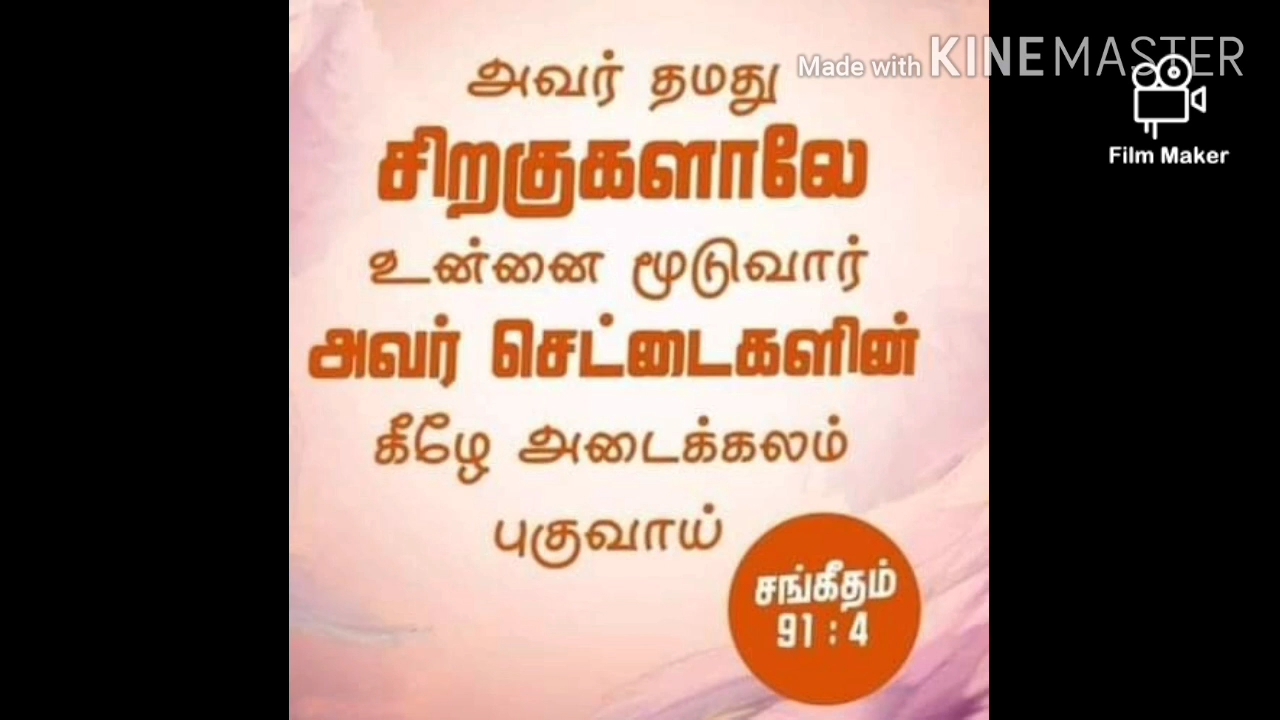 அவர் தமது
சிறகுகளாலே
உன்னை மூடுவார்
அவர் செட்டைகளின்
கீழே அடைக்கலம்
புகுவாய்
சங்கீதம்
91 : 4
Made with KINEMASTER
Film Maker